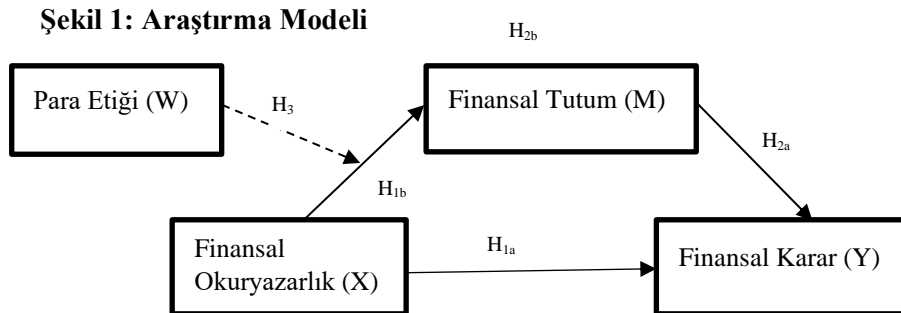 Şekil 1: Araştırma Modeli
H2b
Para Etiği (W)
H3
Finansal Tutum (M)
H2a
H1b
Finansal
Okuryazarlık (X)
H1a
Finansal Karar (Y)